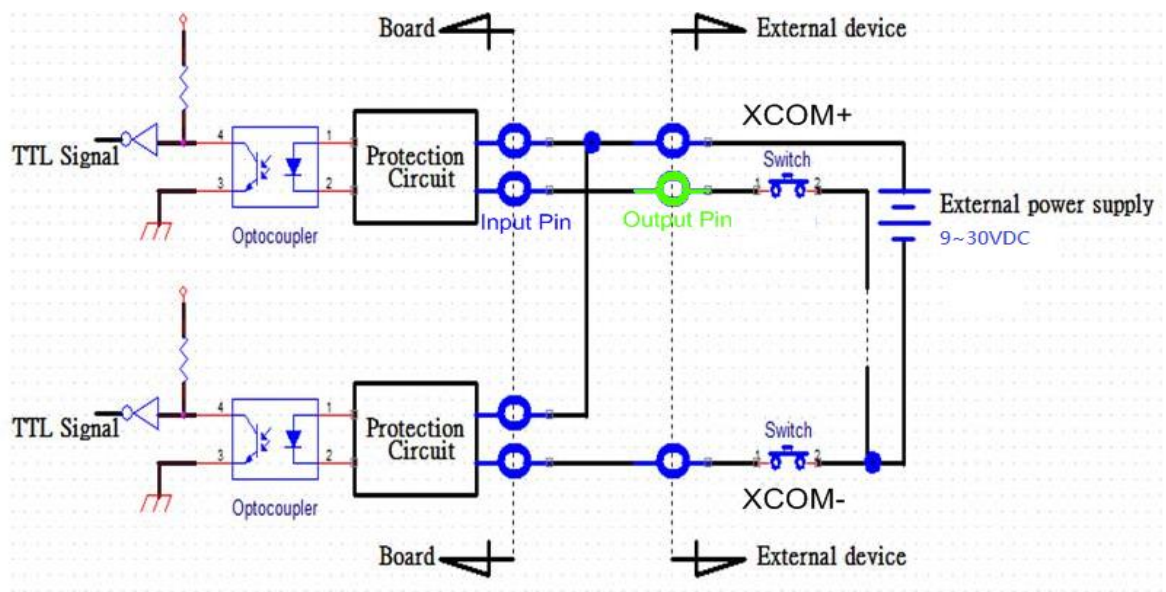 Board
External device
XCOM+
TTL Signal
4
3
1
2
Optocoupler
Protection
Circuit
Input Pin
Output Pin
Switch
1
2
External power supply
9~30VDC
TTL Signal
4
3
1
2
Optocoupler
Protection
Circuit
Switch
1
2
XCOM-
Board
External device